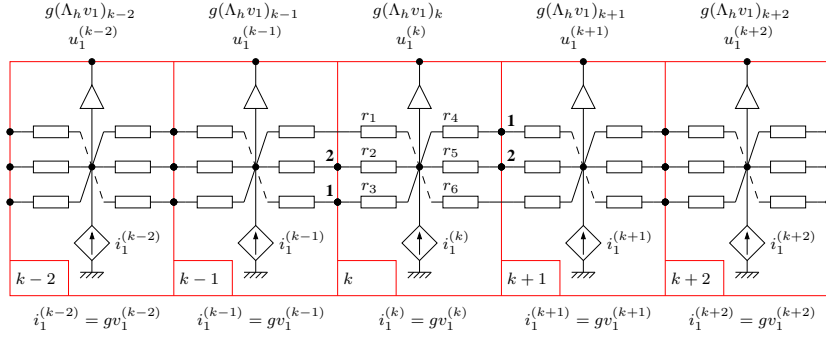 g(Λ_h v_1)_{k−2} g(Λ_h v_1)_{k−1} g(Λ_h v_1)_k g(Λ_h v_1)_{k+1} g(Λ_h v_1)_{k+2}
u_1^{(k−2)} u_1^{(k−1)} u_1^{(k)} u_1^{(k+1)} u_1^{(k+2)}
r_1 r_4 1
2 r_2 r_5 2
1 r_3 r_6
i_1^{(k−2)} i_1^{(k−1)} i_1^{(k)} i_1^{(k+1)} i_1^{(k+2)}
k − 2 k − 1 k k + 1 k + 2
i_1^{(k−2)} = gv_1^{(k−2)} i_1^{(k−1)} = gv_1^{(k−1)} i_1^{(k)} = gv_1^{(k)} i_1^{(k+1)} = gv_1^{(k+1)} i_1^{(k+2)} = gv_1^{(k+2)}